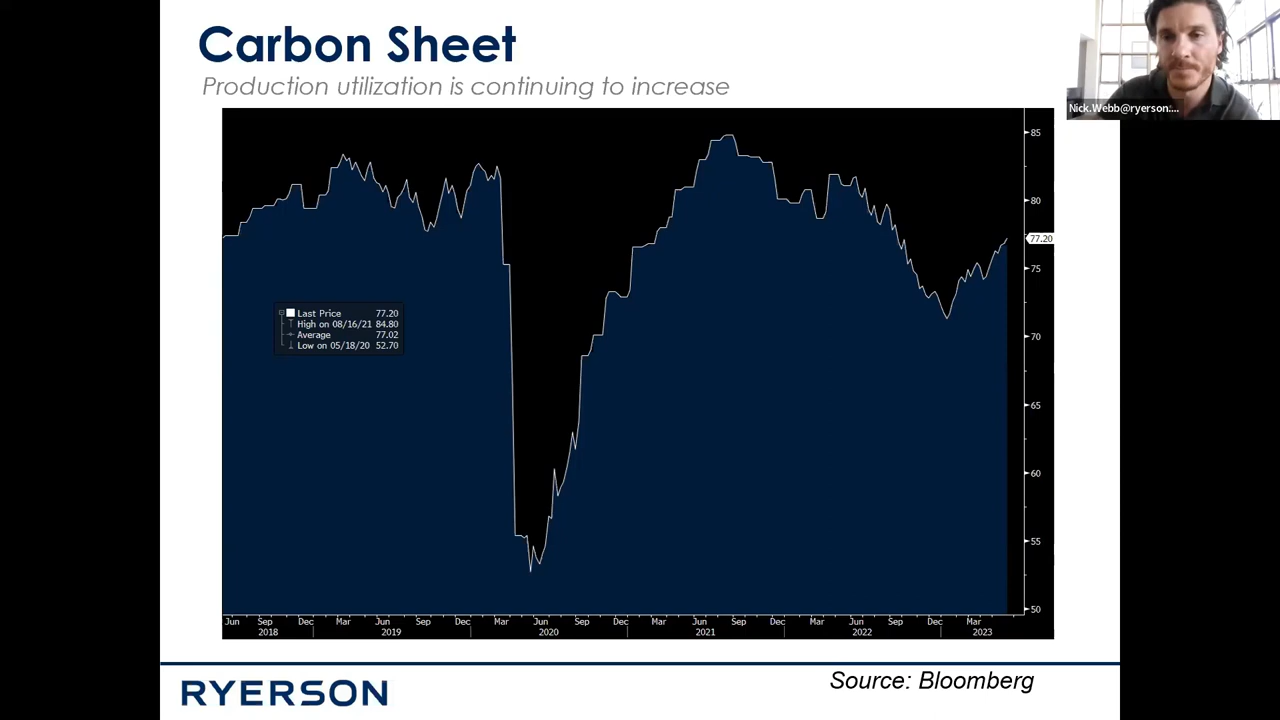 Carbon Sheet
Production utilization is continuing to increase
Nick.Webb@ryerson....
85
80
77.20
75
70
65
60
55
50
Last Price 77.20
High on 08/16/21 84.80
Average 77.02
Low on 05/18/20 52.70
Jun Sep Dec Mar Jun Sep Dec Mar Jun Sep Dec Mar Jun Sep Dec Mar Jun Sep Dec Mar
2018 2019 2020 2021 2022 2023
RYERSON
Source: Bloomberg